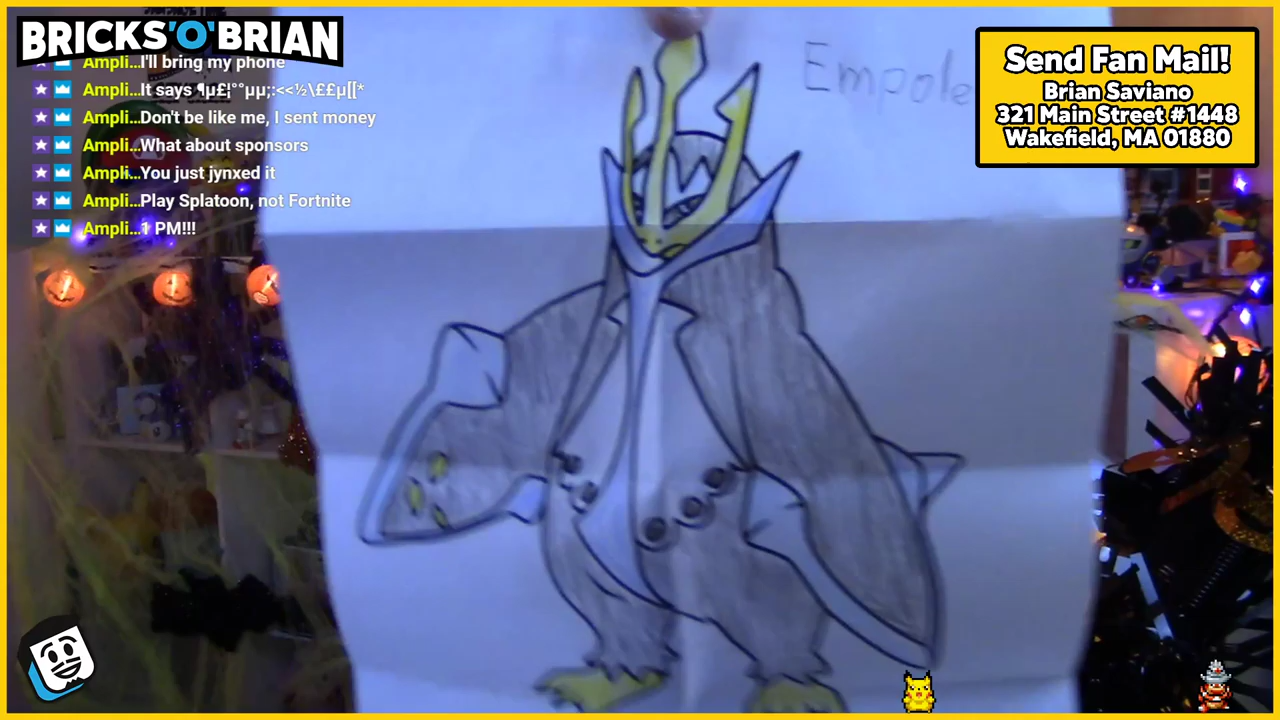 BRICKS'O'BRIAN
Ampli...I'll bring my phone
Ampli...It says ¶µ£¦°°µµ;:<<½\££µ[[*
Ampli...Don't be like me, I sent money
Ampli...What about sponsors
Ampli...You just jynxed it
Ampli...Play Splatoon, not Fortnite
Ampli...1 PM!!!
Empole
Send Fan Mail!
Brian Saviano
321 Main Street #1448
Wakefield, MA 01880